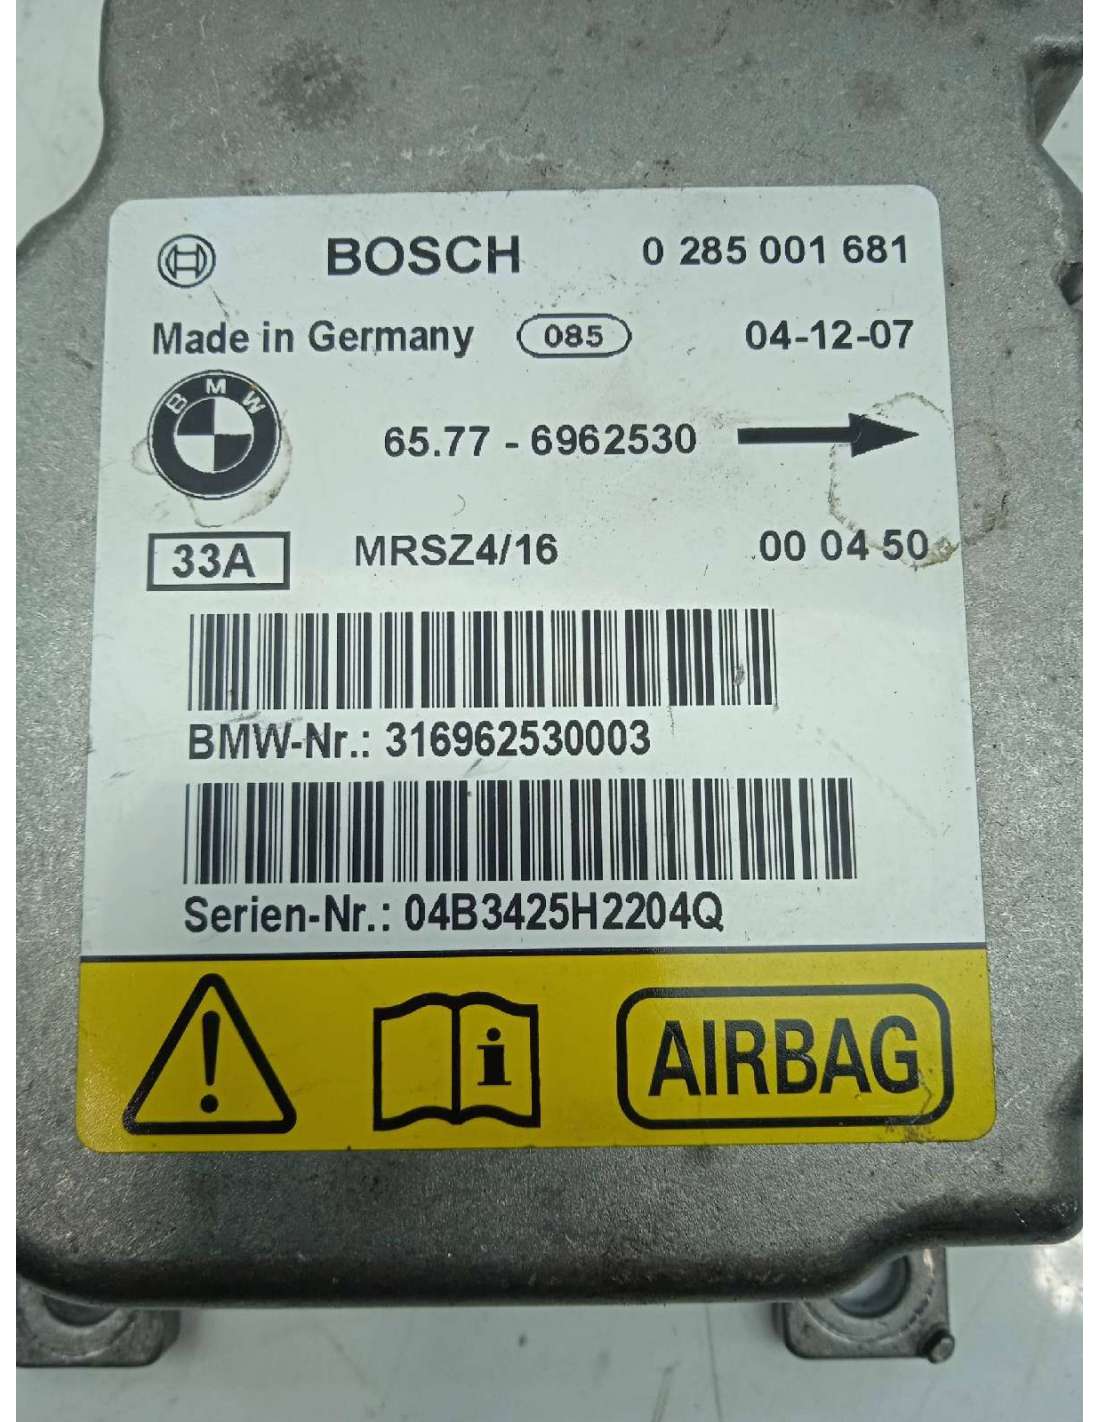 BOSCH 0 285 001 681
Made in Germany 085 04-12-07
BMW
65.77 - 6962530
33A MRSZ4/16 00 04 50
BMW-Nr.: 316962530003
Serien-Nr.: 04B3425H2204Q
! i AIRBAG